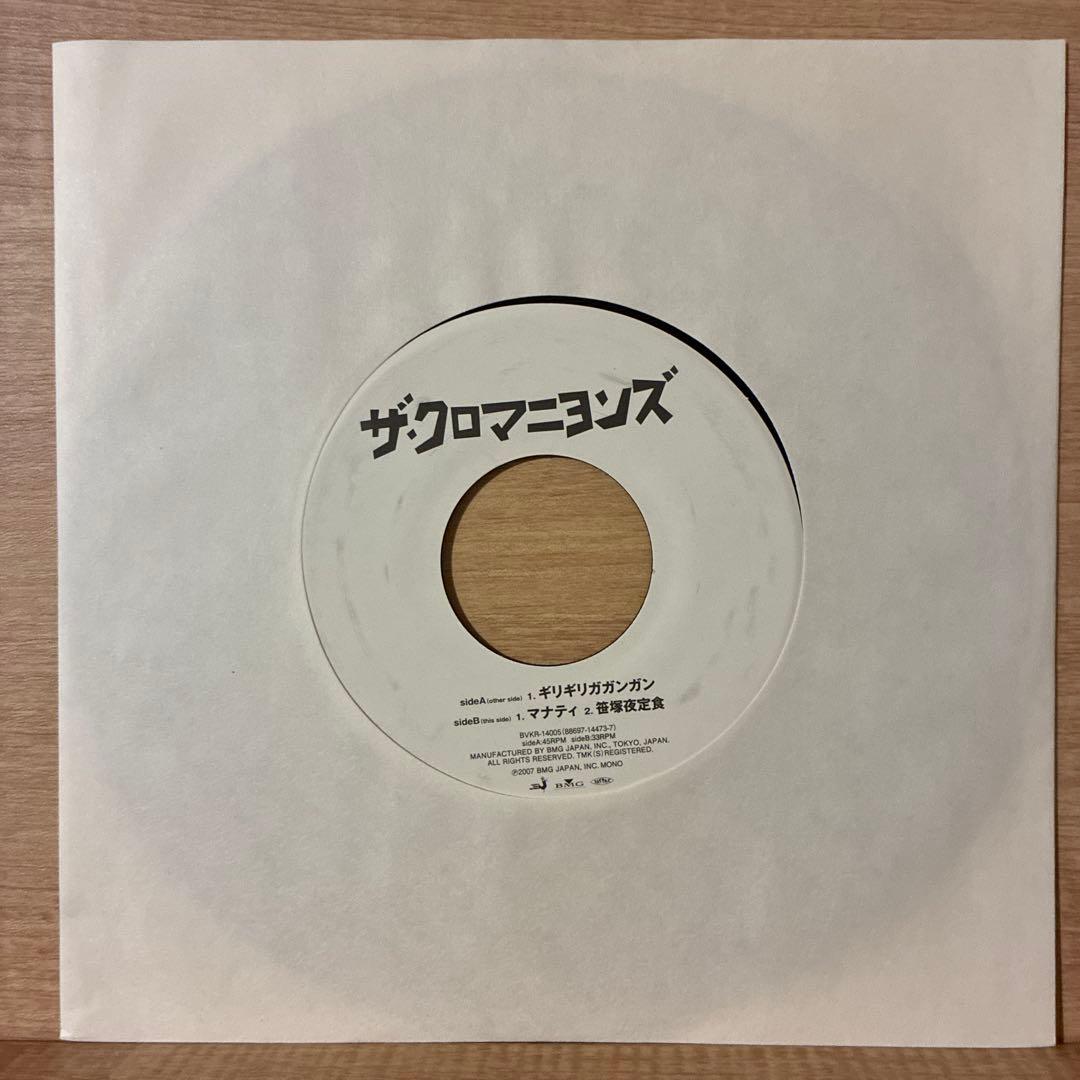 ザ・クロマニヨンズ
sideA(other side) 1. ギリギリガガンガン
sideB(this side) 1. マナティ 2. 笹塚夜定食
BVKR-14005(88697-14473-7)
sideA:45RPM sideB:33RPM
MANUFACTURED BY BMG JAPAN, INC., TOKYO, JAPAN.
ALL RIGHTS RESERVED. TMK(S)REGISTERED.
℗2007 BMG JAPAN, INC. MONO
BMG